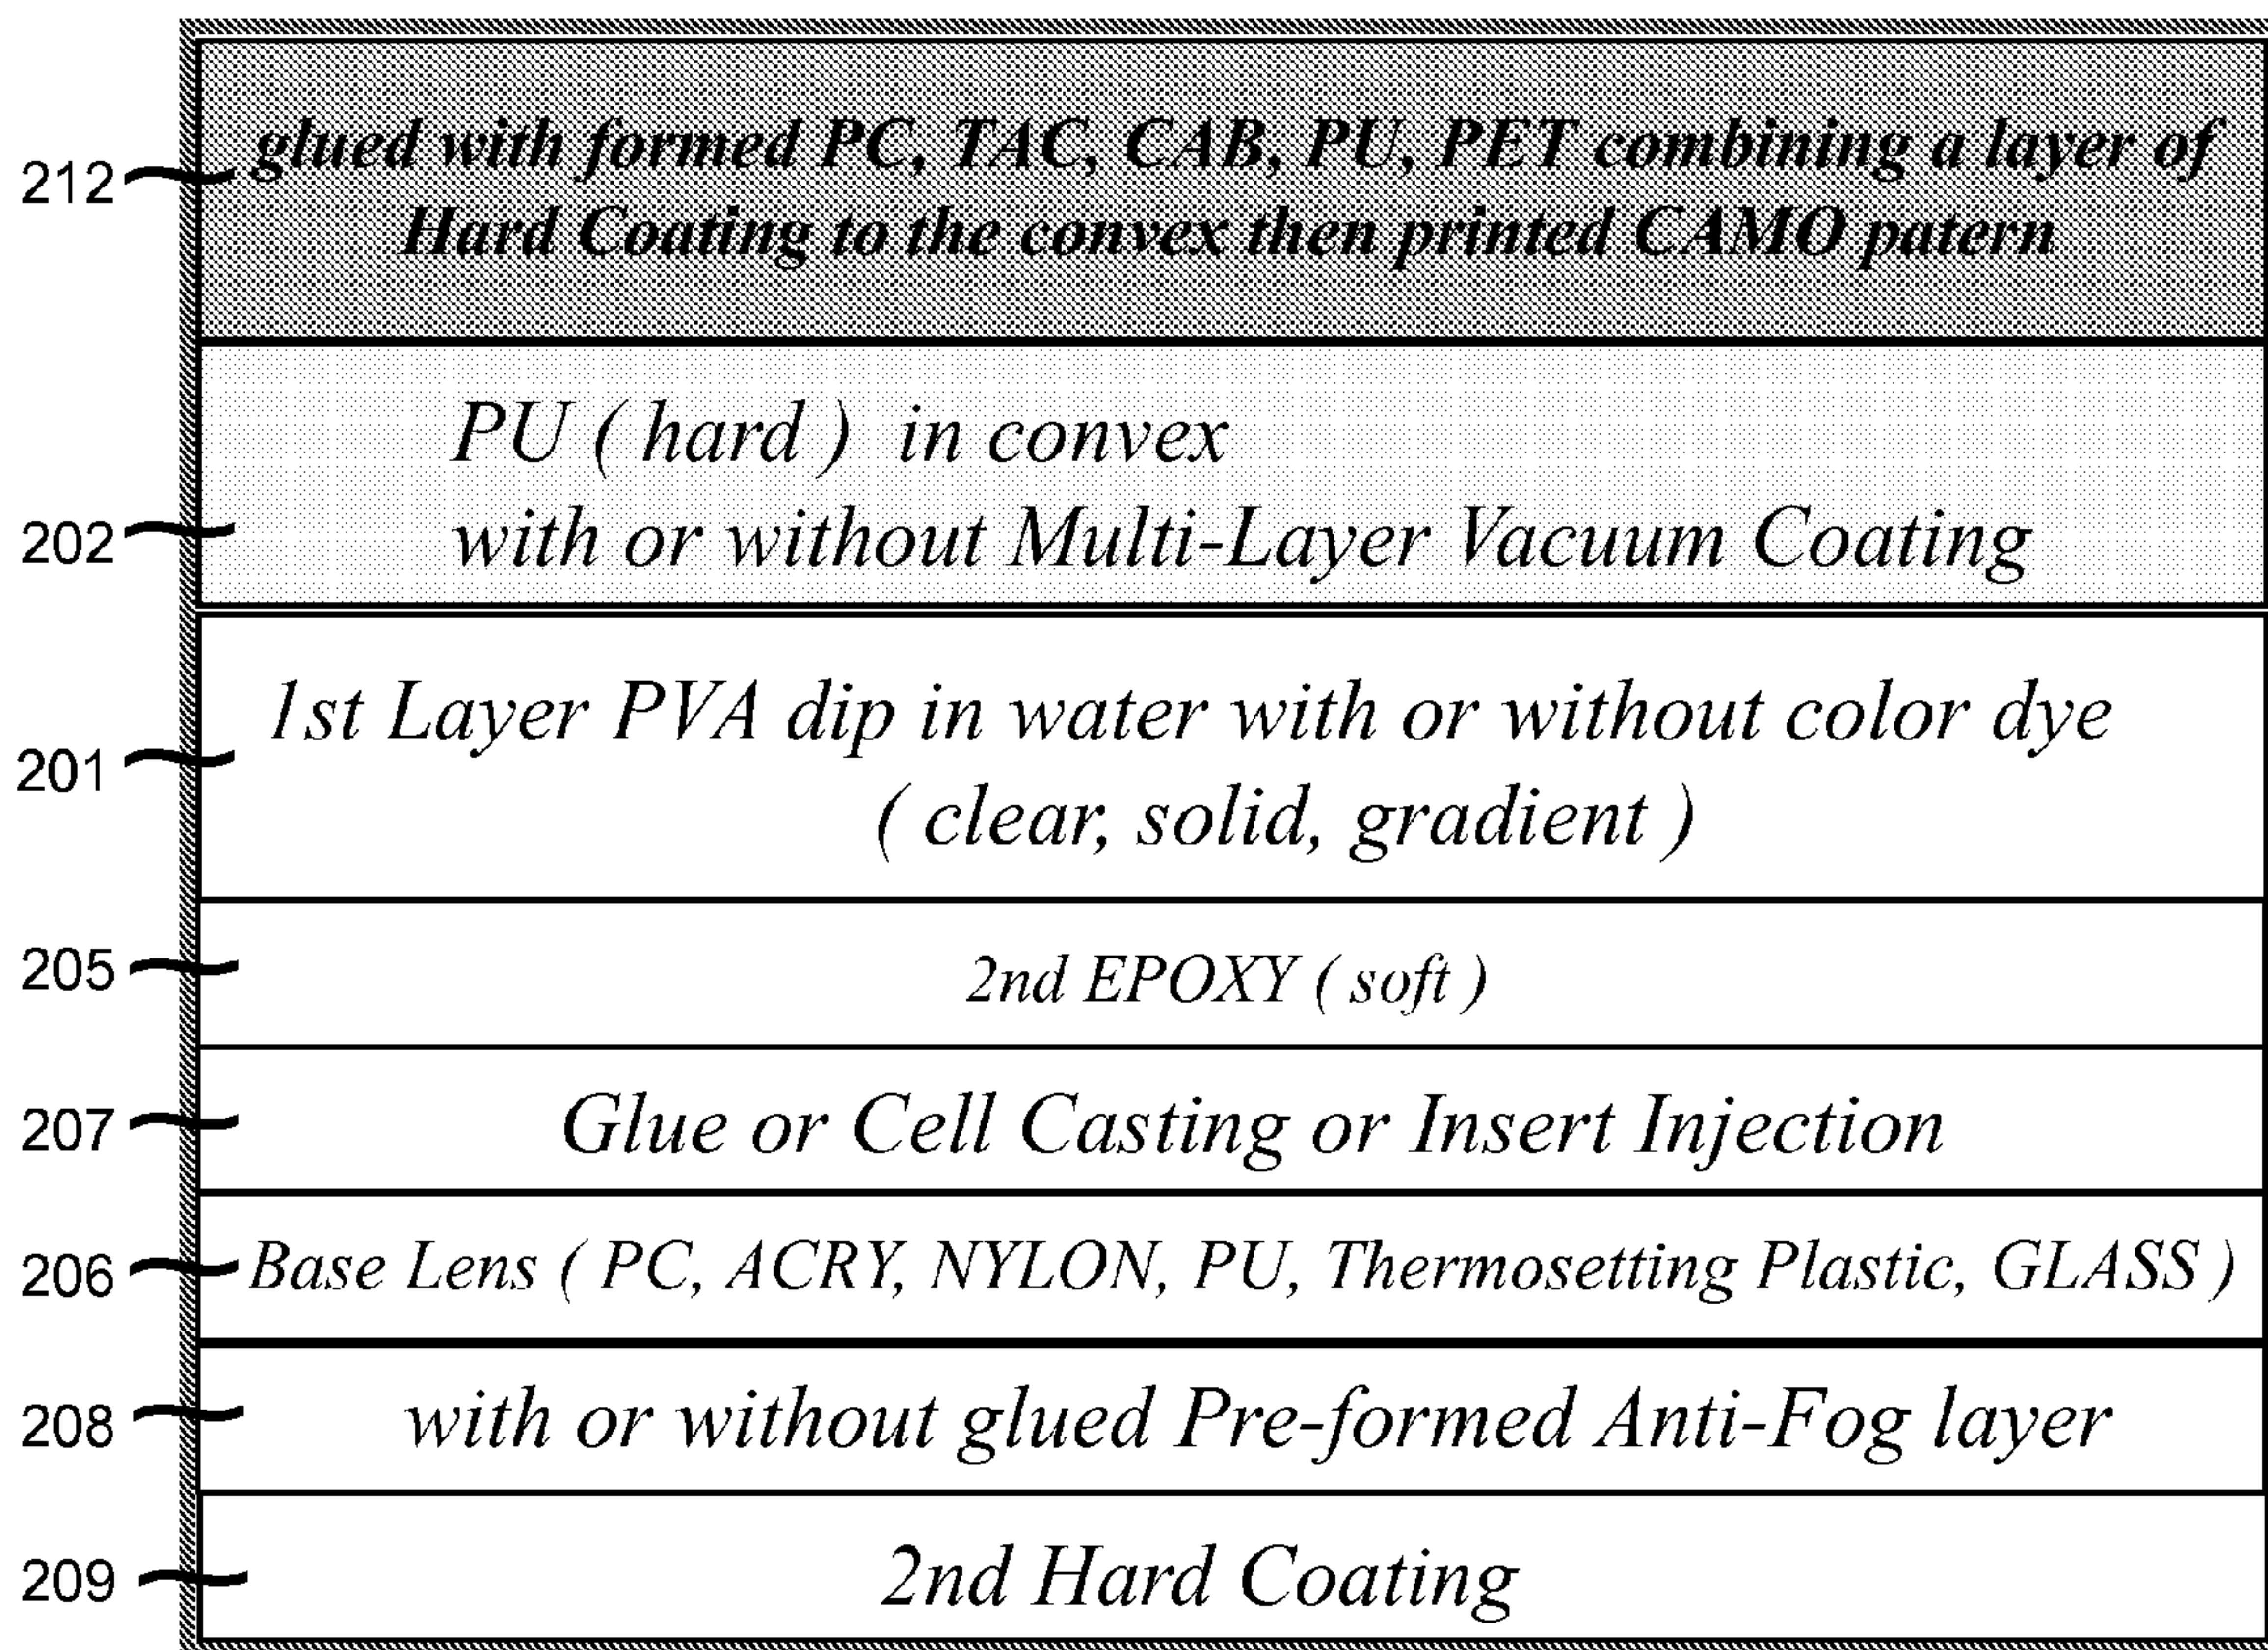 212
glued with formed PC, TAC, CAB, PU, PET combining a layer of
Hard Coating to the convex then printed CAMO patern
202
PU ( hard ) in convex
with or without Multi-Layer Vacuum Coating
201
1st Layer PVA dip in water with or without color dye
( clear, solid, gradient )
205
2nd EPOXY ( soft )
207
Glue or Cell Casting or Insert Injection
206
Base Lens ( PC, ACRY, NYLON, PU, Thermosetting Plastic, GLASS )
208
with or without glued Pre-formed Anti-Fog layer
209
2nd Hard Coating